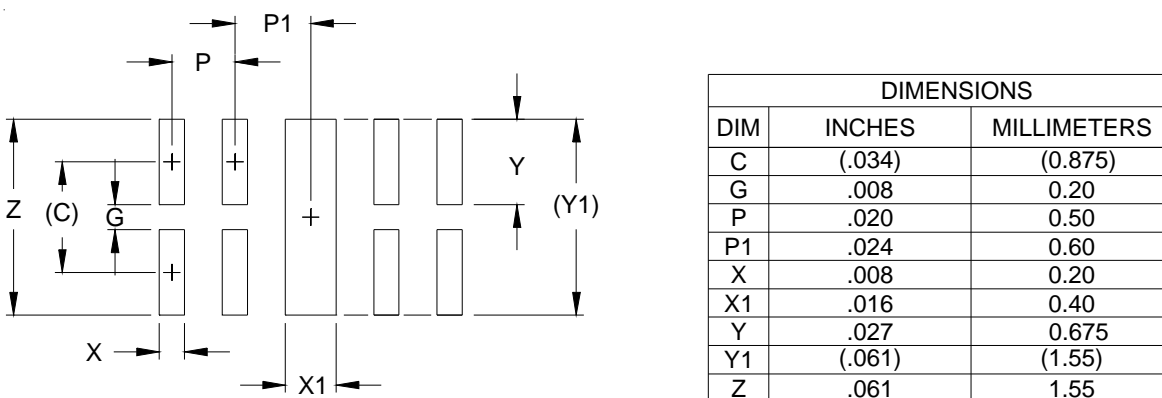 P1
P
Z
(C)
G
Y
(Y1)
X
X1
DIMENSIONS
DIM INCHES MILLIMETERS
C (.034) (0.875)
G .008 0.20
P .020 0.50
P1 .024 0.60
X .008 0.20
X1 .016 0.40
Y .027 0.675
Y1 (.061) (1.55)
Z .061 1.55